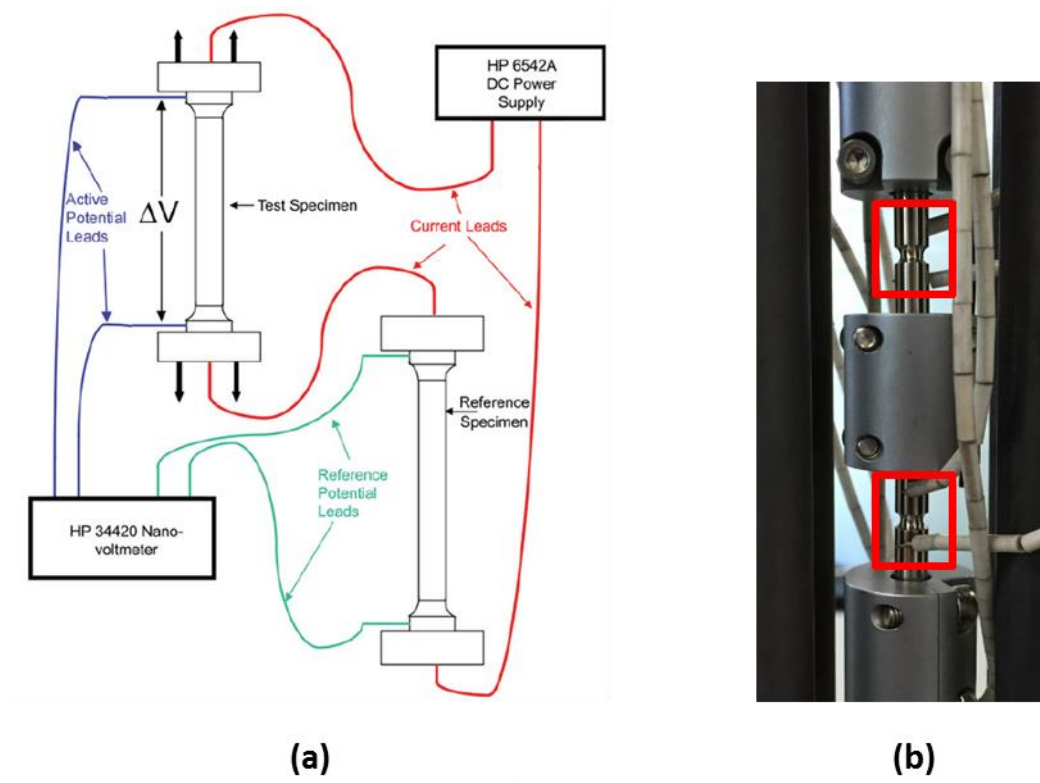 HP 6542A
DC Power
Supply
Active
Potential
Leads
ΔV
Test Specimen
Current Leads
Reference
Specimen
Reference
Potential
Leads
HP 34420 Nano-
voltmeter
(a)
(b)